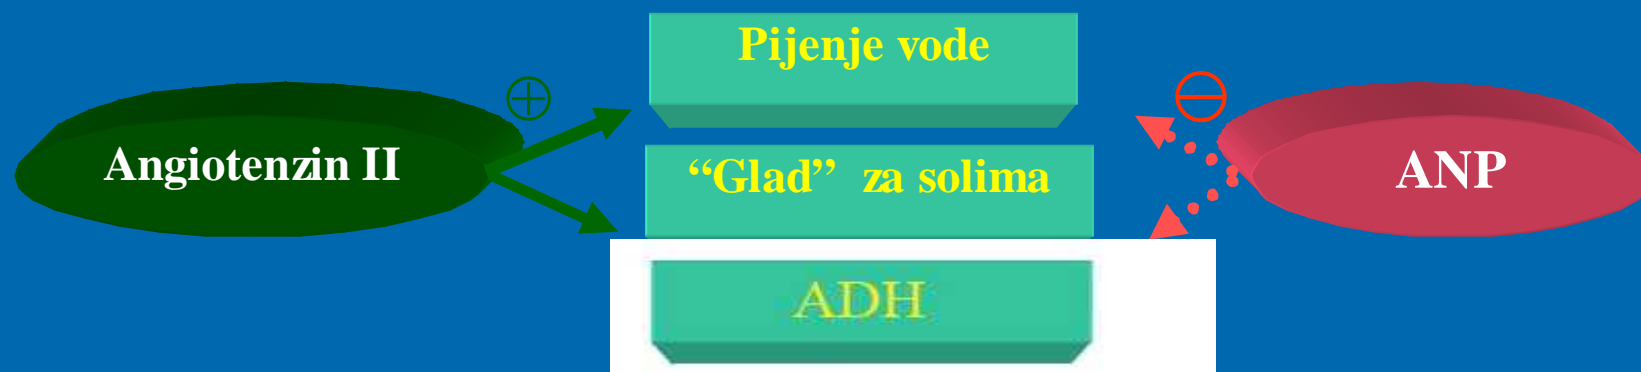 Pijenje vode
Angiotenzin II
“Glad” za solima
ANP
ADH